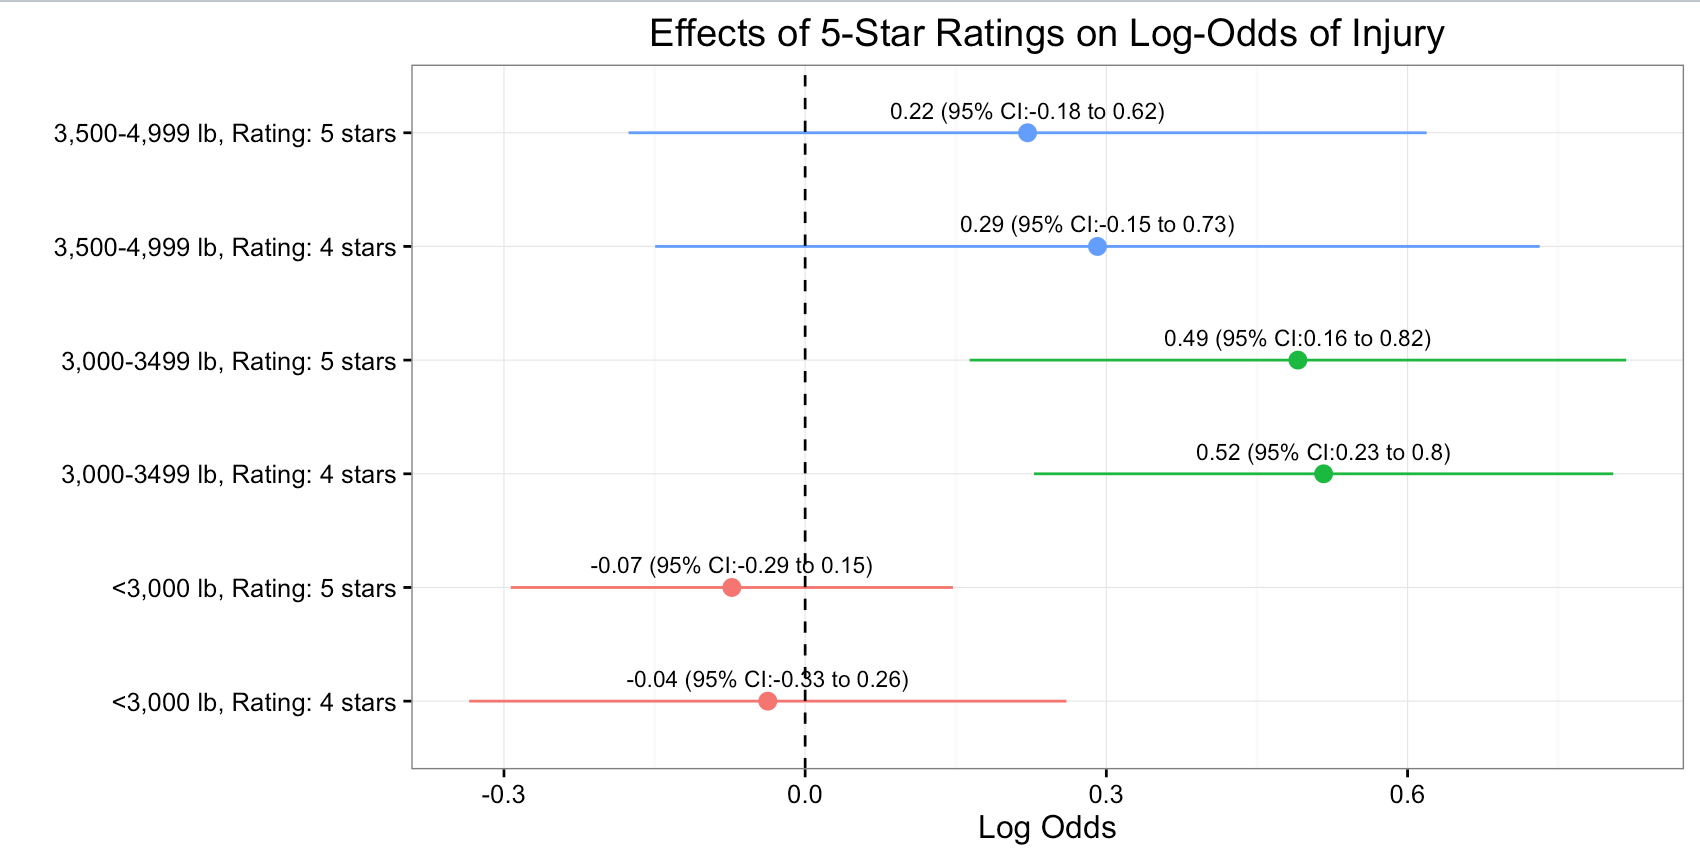 Effects of 5-Star Ratings on Log-Odds of Injury
3,500-4,999 lb, Rating: 5 stars
0.22 (95% CI:-0.18 to 0.62)
3,500-4,999 lb, Rating: 4 stars
0.29 (95% CI:-0.15 to 0.73)
3,000-3499 lb, Rating: 5 stars
0.49 (95% CI:0.16 to 0.82)
3,000-3499 lb, Rating: 4 stars
0.52 (95% CI:0.23 to 0.8)
<3,000 lb, Rating: 5 stars
-0.07 (95% CI:-0.29 to 0.15)
<3,000 lb, Rating: 4 stars
-0.04 (95% CI:-0.33 to 0.26)
-0.3 0.0 0.3 0.6
Log Odds